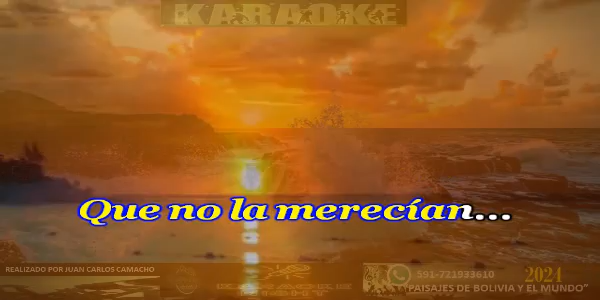 KARAOKE
Que no la merecían...
REALIZADO POR JUAN CARLOS CAMACHO
591-721933610
2024
"PAISAJES DE BOLIVIA Y EL MUNDO"